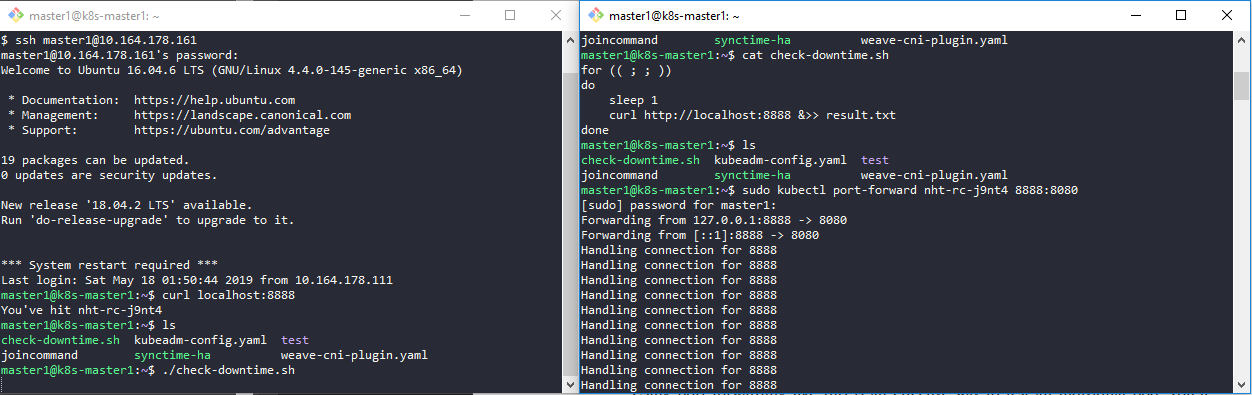 master1@k8s-master1: ~
$ ssh master1@10.164.178.161
master1@10.164.178.161's password:
Welcome to Ubuntu 16.04.6 LTS (GNU/Linux 4.4.0-145-generic x86_64)
* Documentation:  https://help.ubuntu.com
* Management:     https://landscape.canonical.com
* Support:        https://ubuntu.com/advantage
19 packages can be updated.
0 updates are security updates.
New release '18.04.2 LTS' available.
Run 'do-release-upgrade' to upgrade to it.
*** System restart required ***
Last login: Sat May 18 01:50:44 2019 from 10.164.178.111
master1@k8s-master1:~$ curl localhost:8888
You've hit nht-rc-j9nt4
master1@k8s-master1:~$ ls
check-downtime.sh  kubeadm-config.yaml  test
joincommand        synctime-ha          weave-cni-plugin.yaml
master1@k8s-master1:~$ ./check-downtime.sh
master1@k8s-master1: ~
joincommand        synctime-ha          weave-cni-plugin.yaml
master1@k8s-master1:~$ cat check-downtime.sh
for (( ; ; ))
do
    sleep 1
    curl http://localhost:8888 &>> result.txt
done
master1@k8s-master1:~$ ls
check-downtime.sh  kubeadm-config.yaml  test
joincommand        synctime-ha          weave-cni-plugin.yaml
master1@k8s-master1:~$ sudo kubectl port-forward nht-rc-j9nt4 8888:8080
[sudo] password for master1:
Forwarding from 127.0.0.1:8888 -> 8080
Forwarding from [::1]:8888 -> 8080
Handling connection for 8888
Handling connection for 8888
Handling connection for 8888
Handling connection for 8888
Handling connection for 8888
Handling connection for 8888
Handling connection for 8888
Handling connection for 8888
Handling connection for 8888
Handling connection for 8888